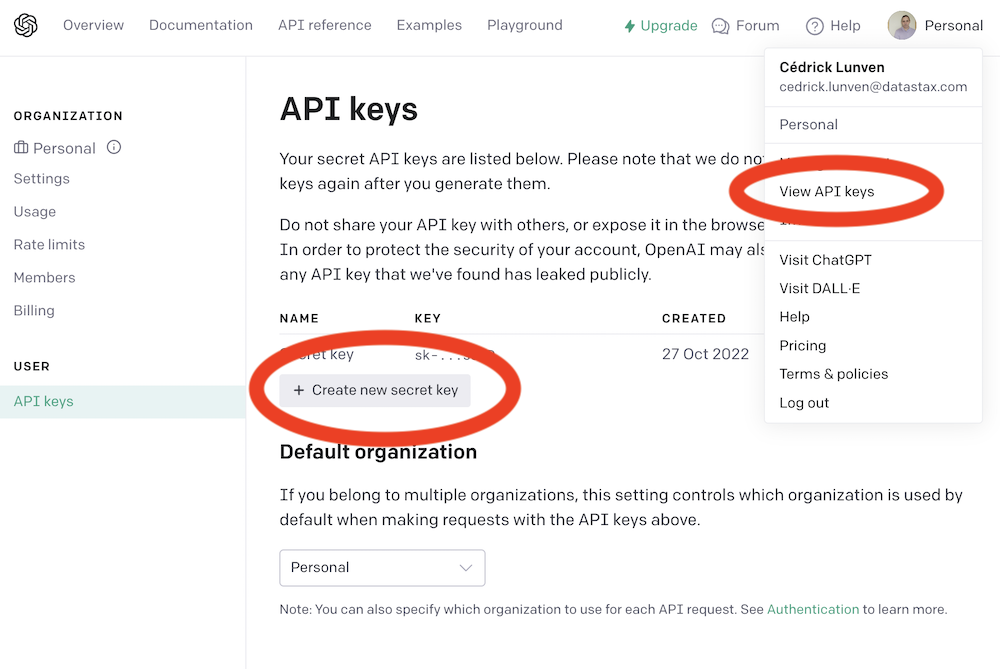 Overview Documentation API reference Examples Playground Upgrade Forum Help Personal
Cédrick Lunven
cedrick.lunven@datastax.com
Personal
View API keys
Visit ChatGPT
Visit DALL·E
Help
Pricing
Terms & policies
Log out
ORGANIZATION
Personal
Settings
Usage
Rate limits
Members
Billing
USER
API keys
API keys
Your secret API keys are listed below. Please note that we do no
keys again after you generate them.
Do not share your API key with others, or expose it in the browse
In order to protect the security of your account, OpenAI may als
any API key that we've found has leaked publicly.
NAME KEY CREATED
Secret key sk-... 27 Oct 2022
+ Create new secret key
Default organization
If you belong to multiple organizations, this setting controls which organization is used by
default when making requests with the API keys above.
Personal
Note: You can also specify which organization to use for each API request. See Authentication to learn more.